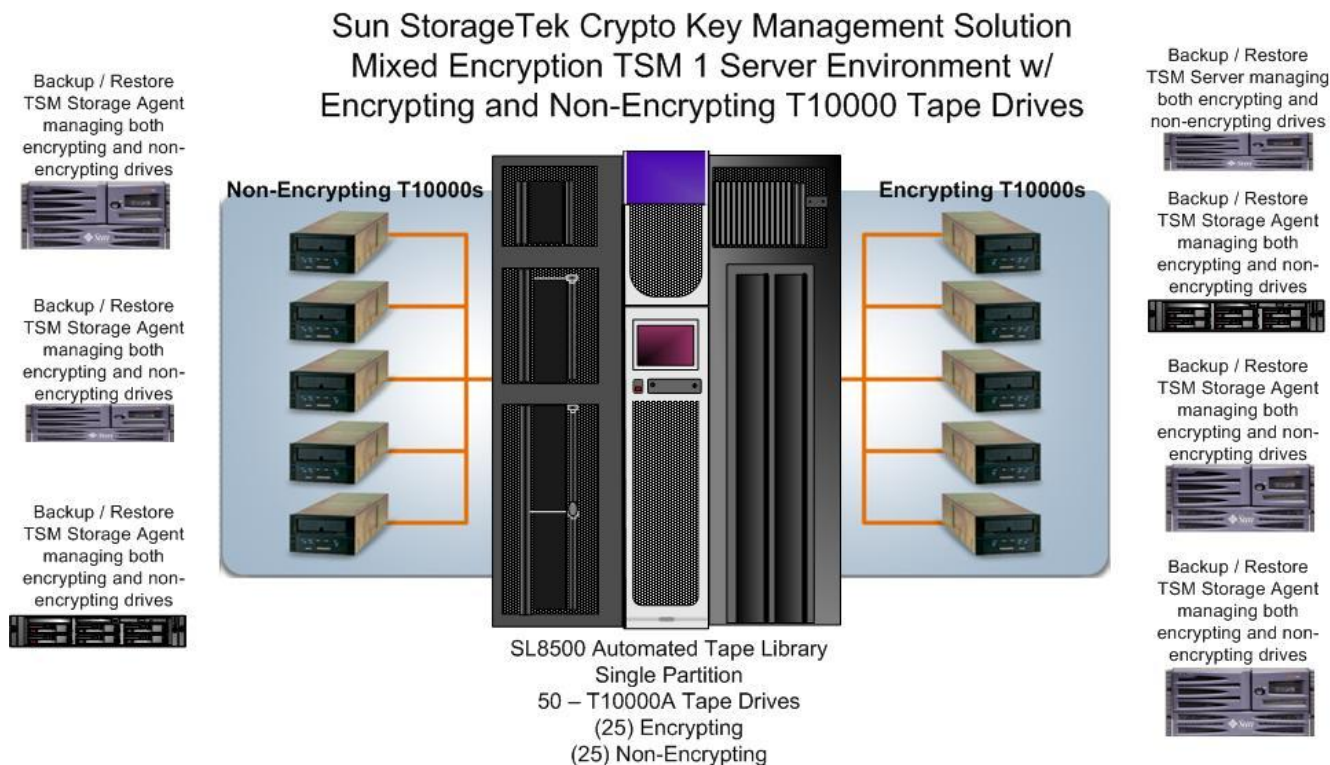 Sun StorageTek Crypto Key Management Solution
Mixed Encryption TSM 1 Server Environment w/
Encrypting and Non-Encrypting T10000 Tape Drives
Backup / Restore
TSM Storage Agent
managing both
encrypting and non-
encrypting drives
Backup / Restore
TSM Storage Agent
managing both
encrypting and non-
encrypting drives
Backup / Restore
TSM Storage Agent
managing both
encrypting and non-
encrypting drives
Non-Encrypting T10000s
Encrypting T10000s
SL8500 Automated Tape Library
Single Partition
50 – T10000A Tape Drives
(25) Encrypting
(25) Non-Encrypting
Backup / Restore
TSM Server managing
both encrypting and
non-encrypting drives
Backup / Restore
TSM Storage Agent
managing both
encrypting and non-
encrypting drives
Backup / Restore
TSM Storage Agent
managing both
encrypting and non-
encrypting drives
Backup / Restore
TSM Storage Agent
managing both
encrypting and non-
encrypting drives